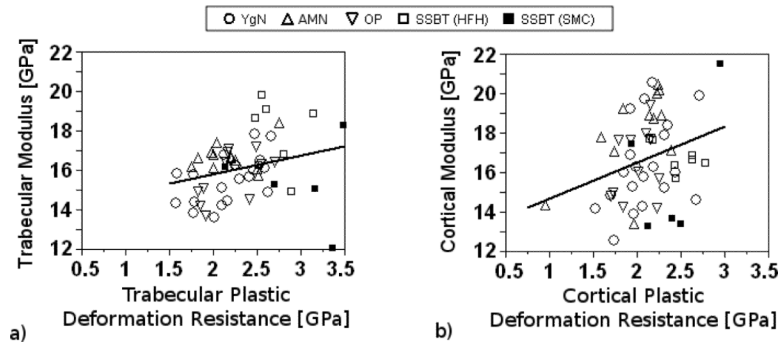 YgN AMN OP SSBT (HFH) SSBT (SMC)
Trabecular Modulus [GPa]
22
20
18
16
14
12
0.5 1 1.5 2 2.5 3 3.5
Trabecular Plastic
Deformation Resistance [GPa]
a)
Cortical Modulus [GPa]
22
20
18
16
14
12
0.5 1 1.5 2 2.5 3 3.5
Cortical Plastic
Deformation Resistance [GPa]
b)